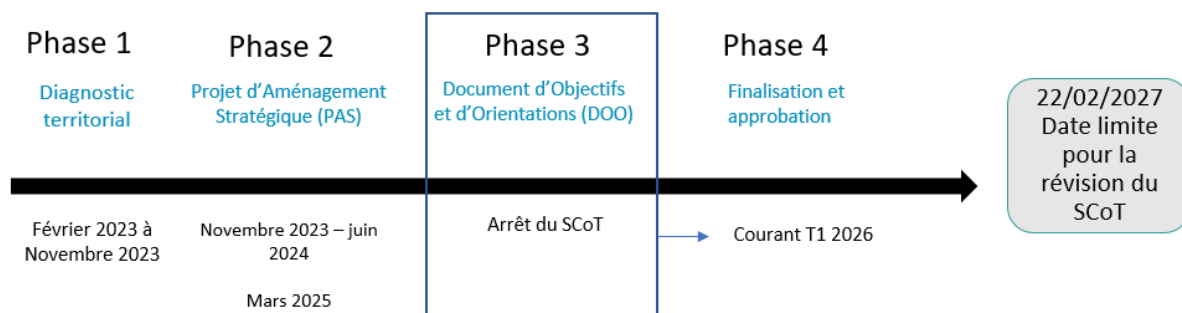 Phase 1
Diagnostic
territorial
Février 2023 à
Novembre 2023
Phase 2
Projet d’Aménagement
Stratégique (PAS)
Novembre 2023 – juin
2024
Mars 2025
Phase 3
Document d’Objectifs
et d’Orientations (DOO)
Arrêt du SCoT
Phase 4
Finalisation et
approbation
Courant T1 2026
22/02/2027
Date limite
pour la
révision du
SCoT